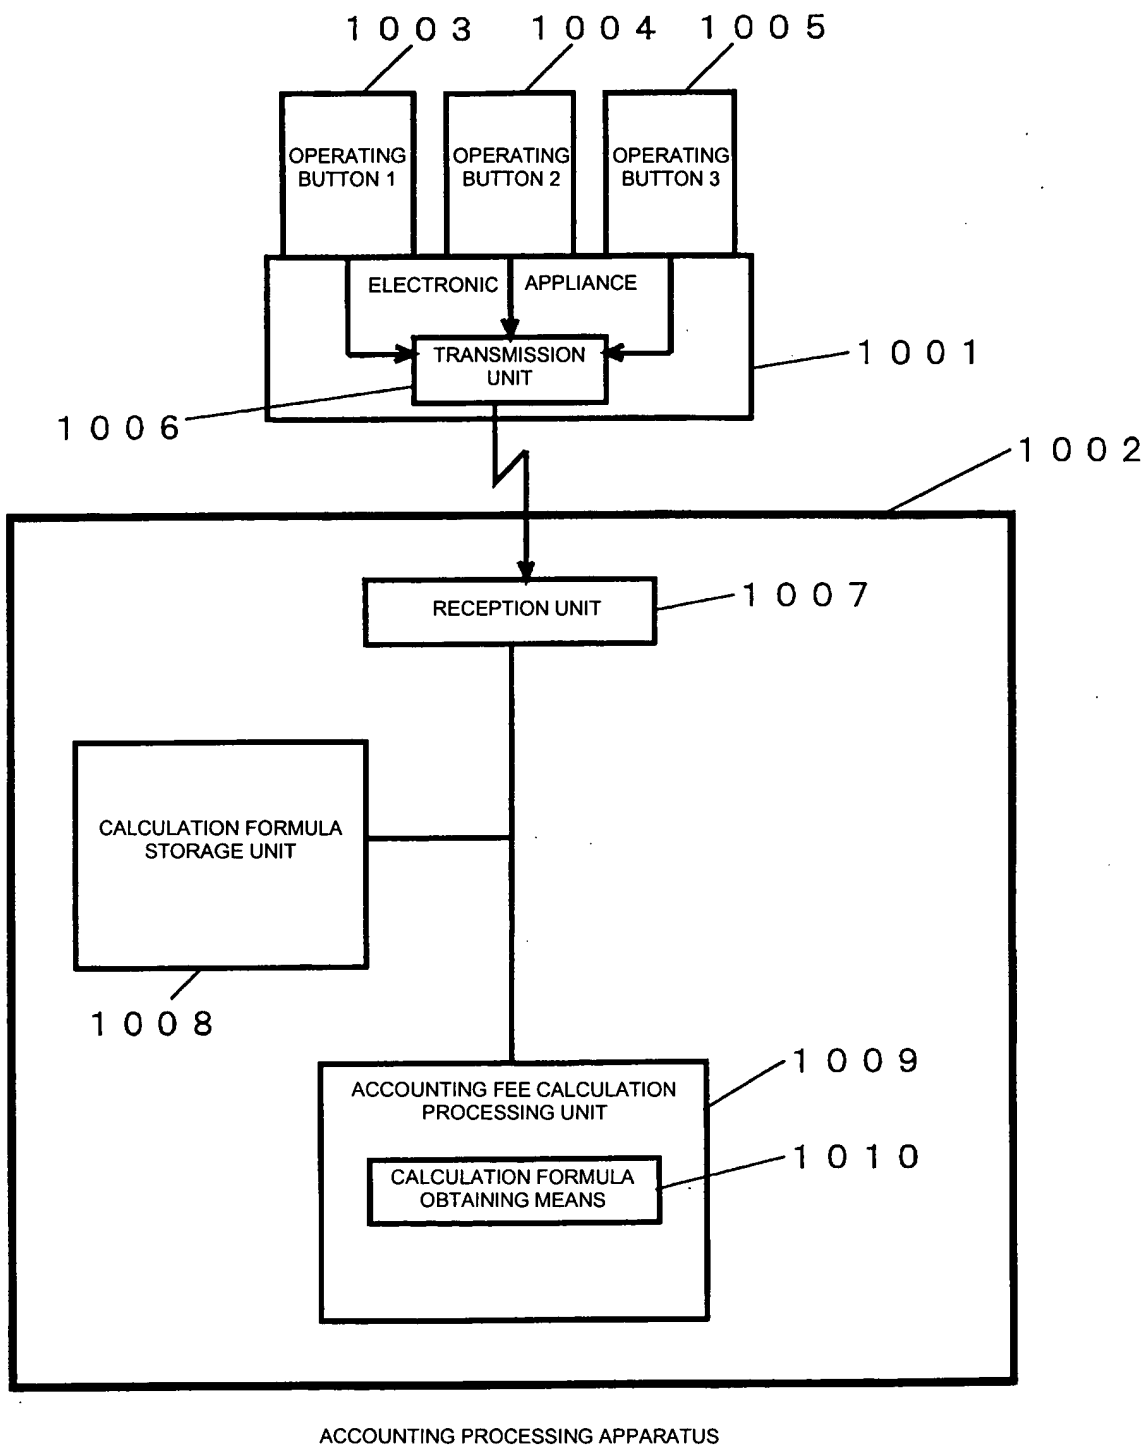 1003
1004
1005
OPERATING
BUTTON 1
OPERATING
BUTTON 2
OPERATING
BUTTON 3
ELECTRONIC APPLIANCE
TRANSMISSION
UNIT
1001
1006
1002
RECEPTION UNIT
1007
CALCULATION FORMULA
STORAGE UNIT
1008
1009
ACCOUNTING FEE CALCULATION
PROCESSING UNIT
1010
CALCULATION FORMULA
OBTAINING MEANS
ACCOUNTING PROCESSING APPARATUS